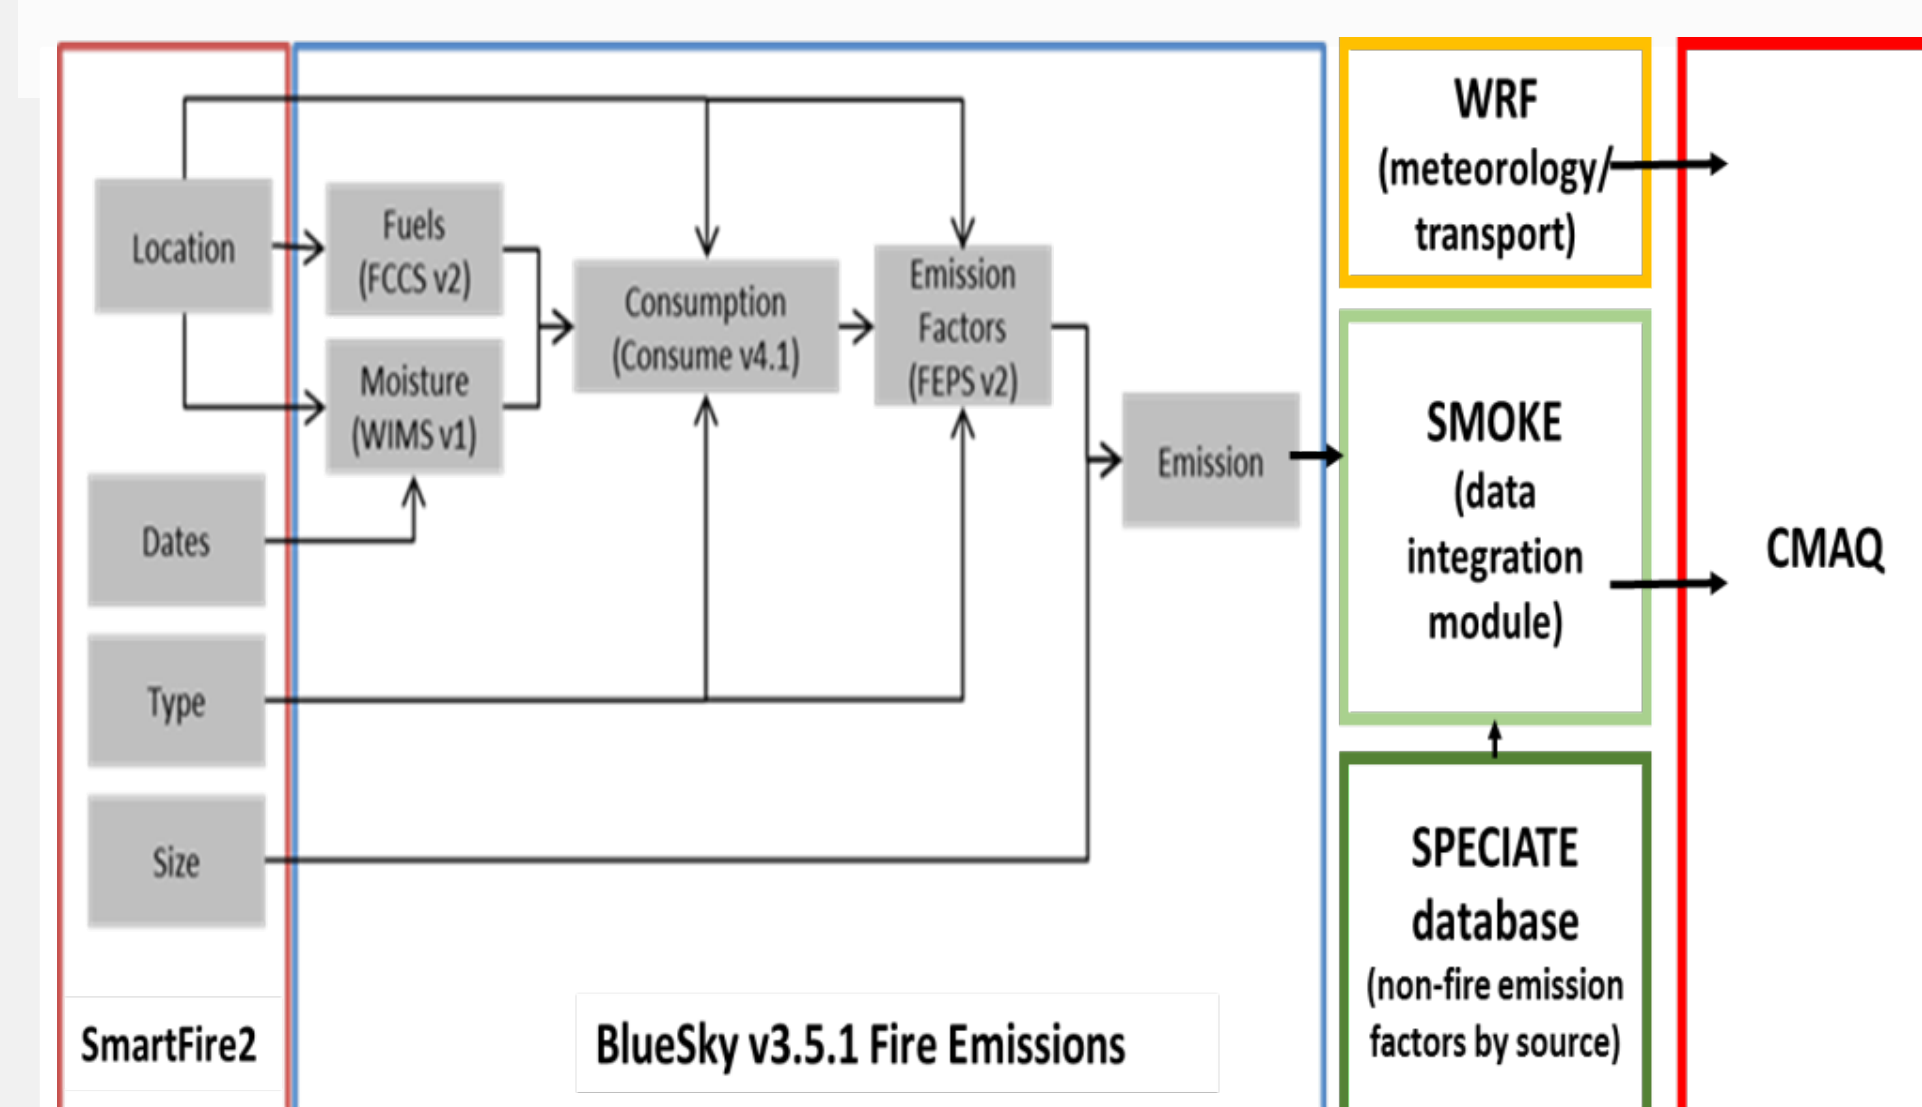 Location
Dates
Type
Size
SmartFire2
Fuels
(FCCS v2)
Moisture
(WIMS v1)
Consumption
(Consume v4.1)
Emission
Factors
(FEPS v2)
Emission
BlueSky v3.5.1 Fire Emissions
WRF
(meteorology/
transport)
SMOKE
(data
integration
module)
SPECIATE
database
(non-fire emission
factors by source)
CMAQ